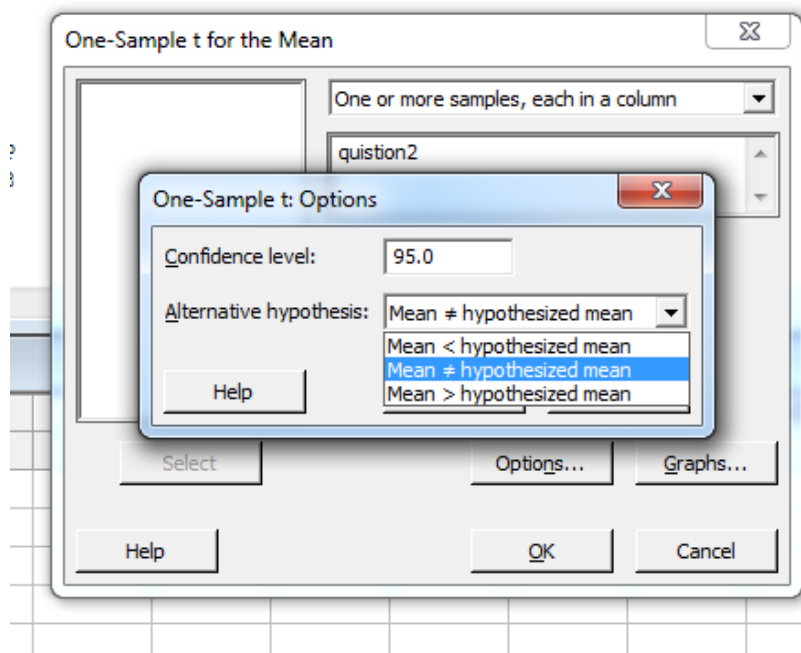 One-Sample t for the Mean
One or more samples, each in a column
quistion2
One-Sample t: Options
Confidence level: 95.0
Alternative hypothesis: Mean ≠ hypothesized mean
Mean < hypothesized mean
Mean ≠ hypothesized mean
Mean > hypothesized mean
Help
Select Options... Graphs...
Help OK Cancel